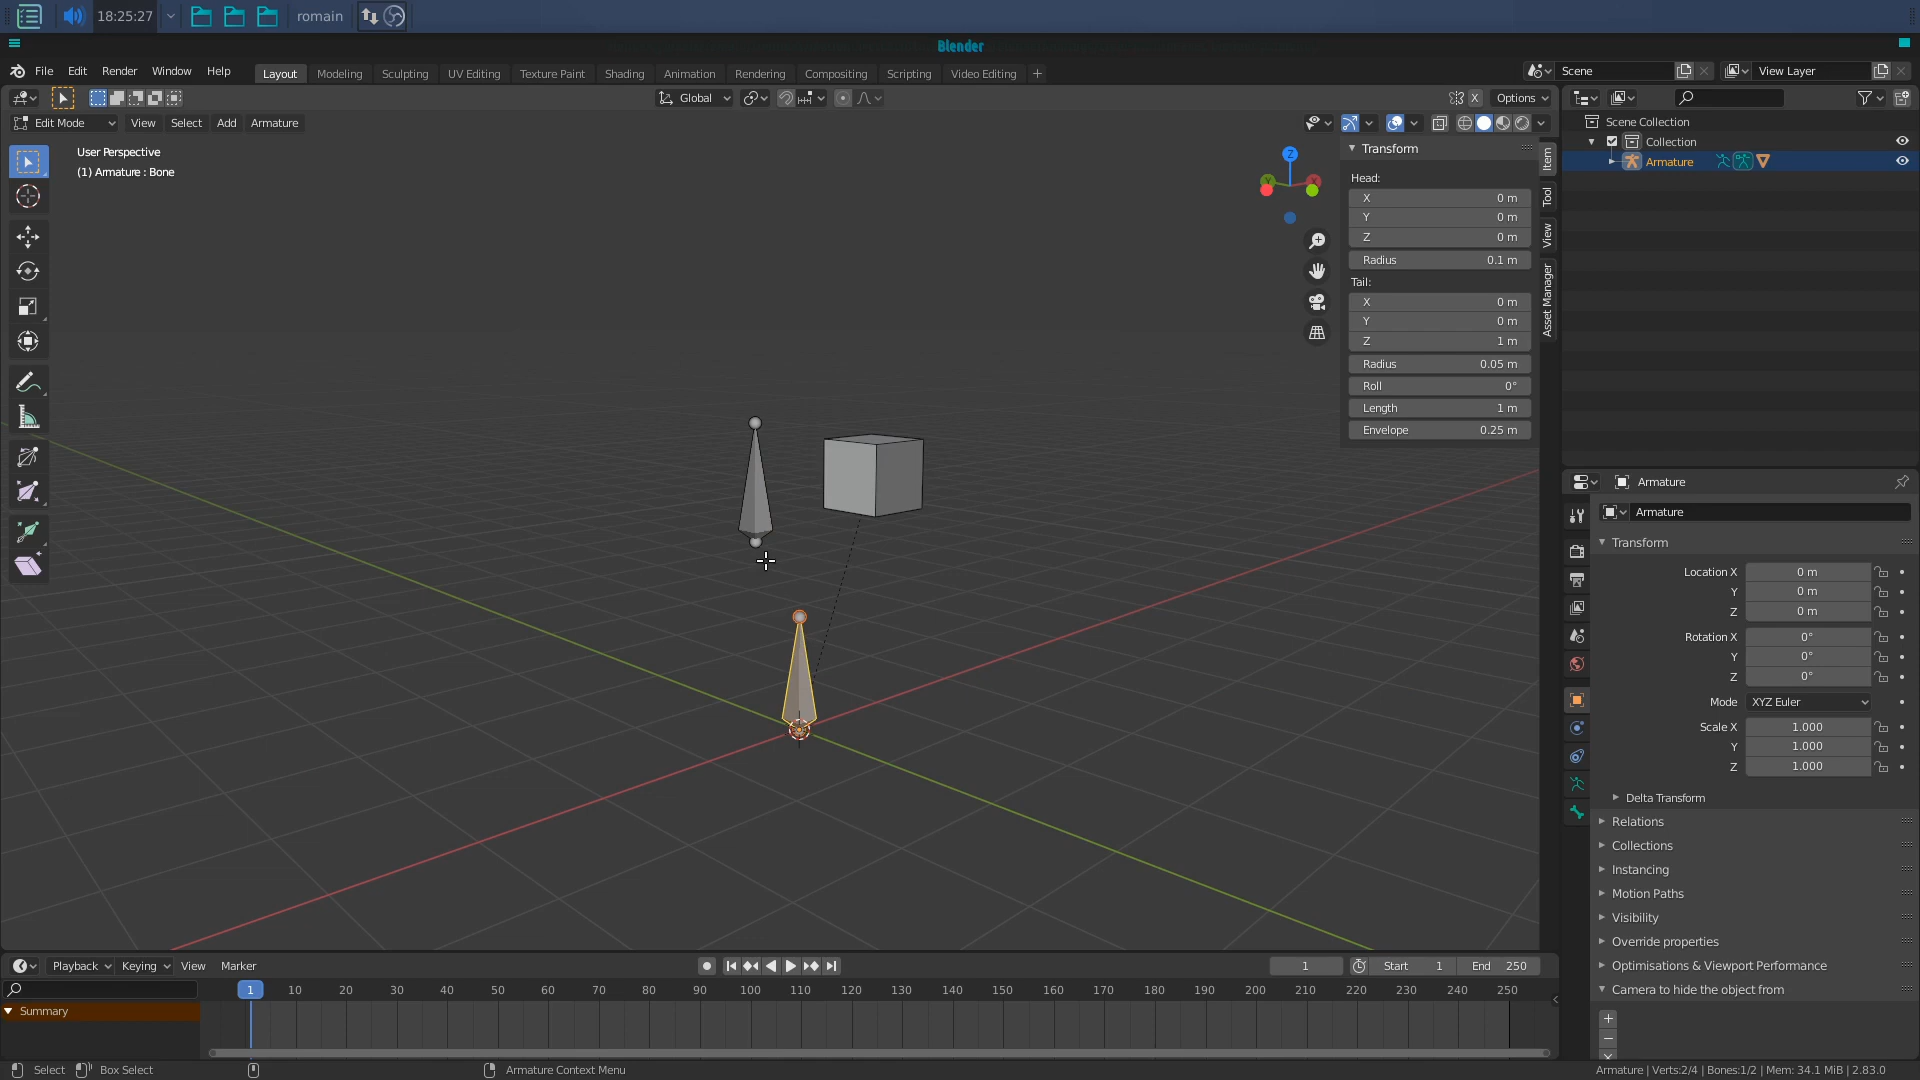 18:25:27
romain
Blender
File Edit Render Window Help
Layout Modeling Sculpting UV Editing Texture Paint Shading Animation Rendering Compositing Scripting Video Editing +
Scene
View Layer
Global
X
Options
Edit Mode View Select Add Armature
User Perspective
(1) Armature : Bone
Z
Y
X
Transform
Head:
X 0 m
Y 0 m
Z 0 m
Radius 0.1 m
Tail:
X 0 m
Y 0 m
Z 1 m
Radius 0.05 m
Roll 0°
Length 1 m
Envelope 0.25 m
Item
Tool
View
Asset Manager
Scene Collection
Collection
Armature
Armature
Armature
Transform
Location X 0 m
Y 0 m
Z 0 m
Rotation X 0°
Y 0°
Z 0°
Mode XYZ Euler
Scale X 1.000
Y 1.000
Z 1.000
Delta Transform
Relations
Collections
Instancing
Motion Paths
Visibility
Override properties
Optimisations & Viewport Performance
Camera to hide the object from
Playback Keying View Marker
1 Start 1 End 250
1 10 20 30 40 50 60 70 80 90 100 110 120 130 140 150 160 170 180 190 200 210 220 230 240 250
Summary
Select Box Select Armature Context Menu
Armature | Verts:2/4 | Bones:1/2 | Mem: 34.1 MiB | 2.83.0